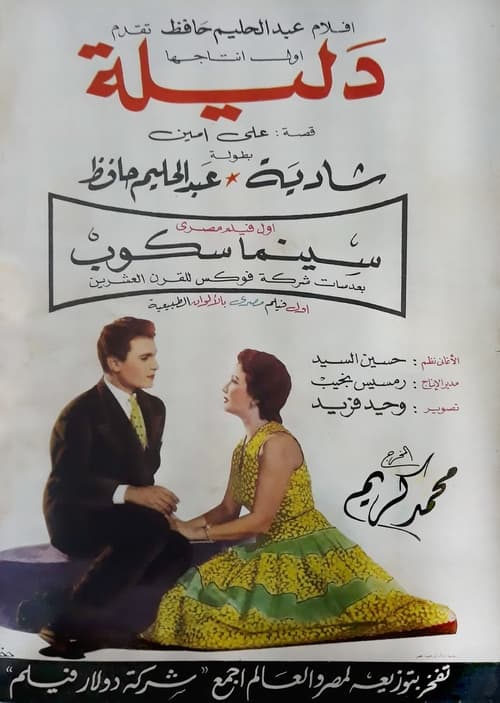 افلام عبد الحليم حافظ تقدم
اول انتاجها
دليلة
قصة : على امين
بطولة
شادية ★ عبد الحليم حافظ
اول فيلم مصرى
سينما سكوب
بعدسات شركة فوكس للقرن العشرين
اول فيلم مصرى بالألوان الطبيعية
الأغانى نظم : حسين السيد
مدير الإنتاج : رمسيس نجيب
تصوير : وحيد فريد
المخرج
محمد كريم
تفخر بتوزيعه لمصر والعالم اجمع "شركة دولار فيلم"